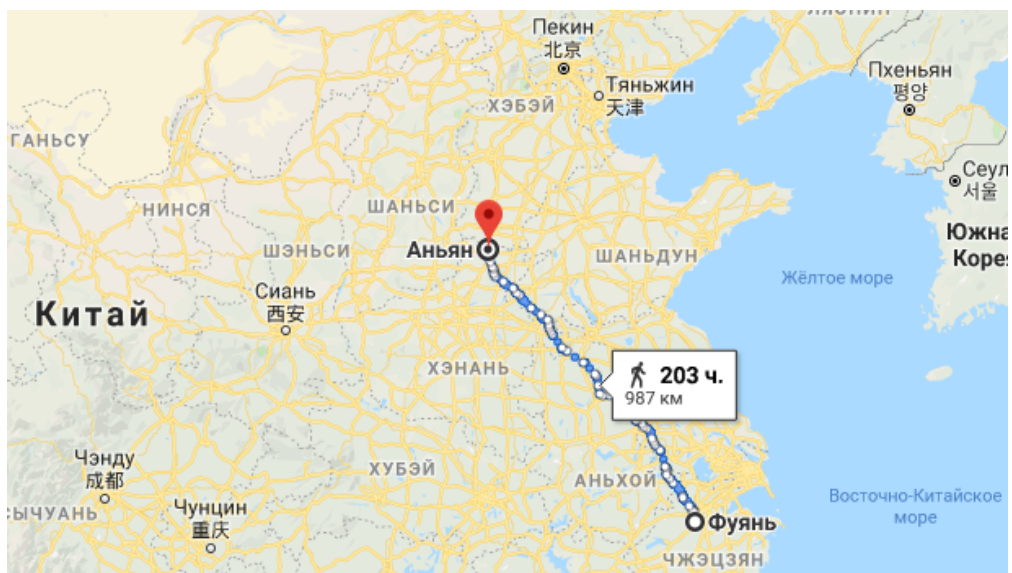 ЛЯОНИН
Пекин
北京
Пхеньян
평양
Тяньжин
天津
ХЭБЭЙ
ГАНЬСУ
Сеул
서울
НИНСЯ
ШАНЬСИ
Южна
Коре
Аньян
ШЭНЬСИ
ШАНЬДУН
Жёлтое море
Сиань
西安
Китай
ХЭНАНЬ
203 ч.
987 км
Чэнду
成都
ХУБЭЙ
АНЬХОЙ
СЫЧУАНЬ
Чунцин
重庆
Восточно-Китайское
море
Фуянь
ЧЖЭЦЗЯН